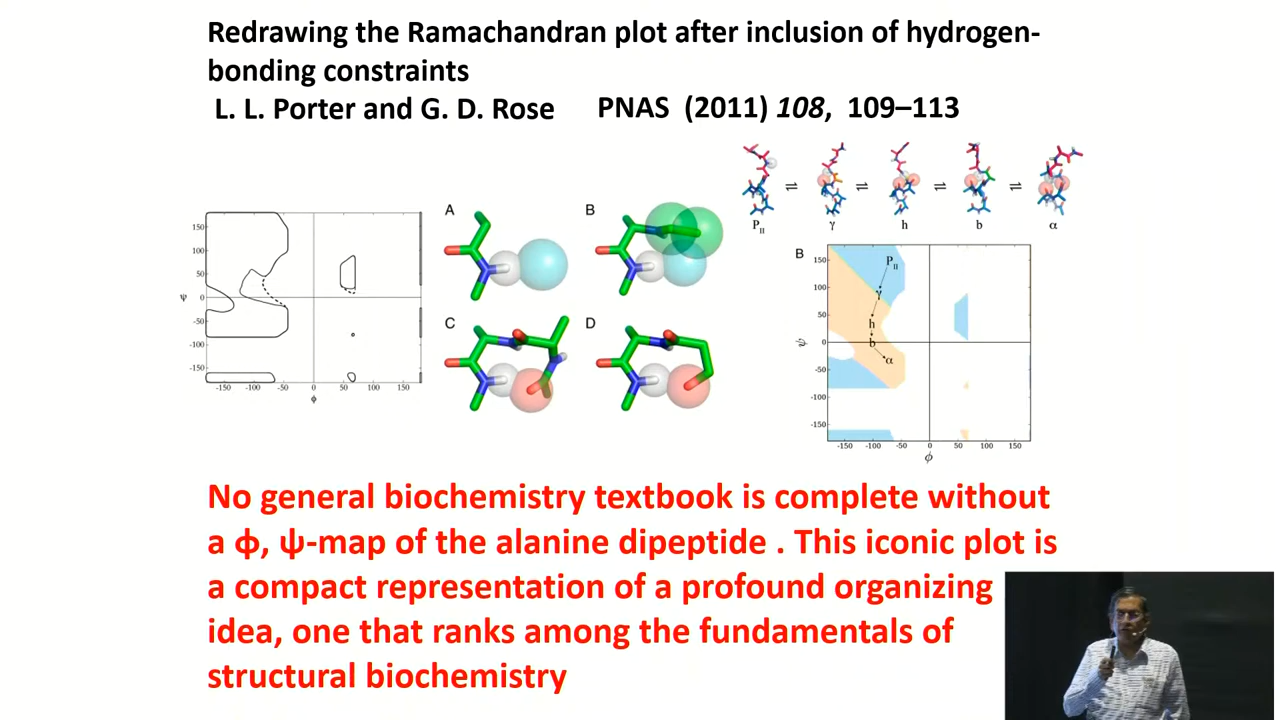 Redrawing the Ramachandran plot after inclusion of hydrogen-
bonding constraints
L. L. Porter and G. D. Rose PNAS (2011) 108, 109–113
P_II ⇌ γ ⇌ h ⇌ b ⇌ α
150
100
50
ψ 0
-50
-100
-150
-150 -100 -50 0 50 100 150
ϕ
A
B
C
D
B
150
100
50
ψ 0
-50
-100
-150
P_II
γ
h
b
α
-150 -100 -50 0 50 100 150
ϕ
No general biochemistry textbook is complete without
a ϕ, ψ-map of the alanine dipeptide . This iconic plot is
a compact representation of a profound organizing
idea, one that ranks among the fundamentals of
structural biochemistry